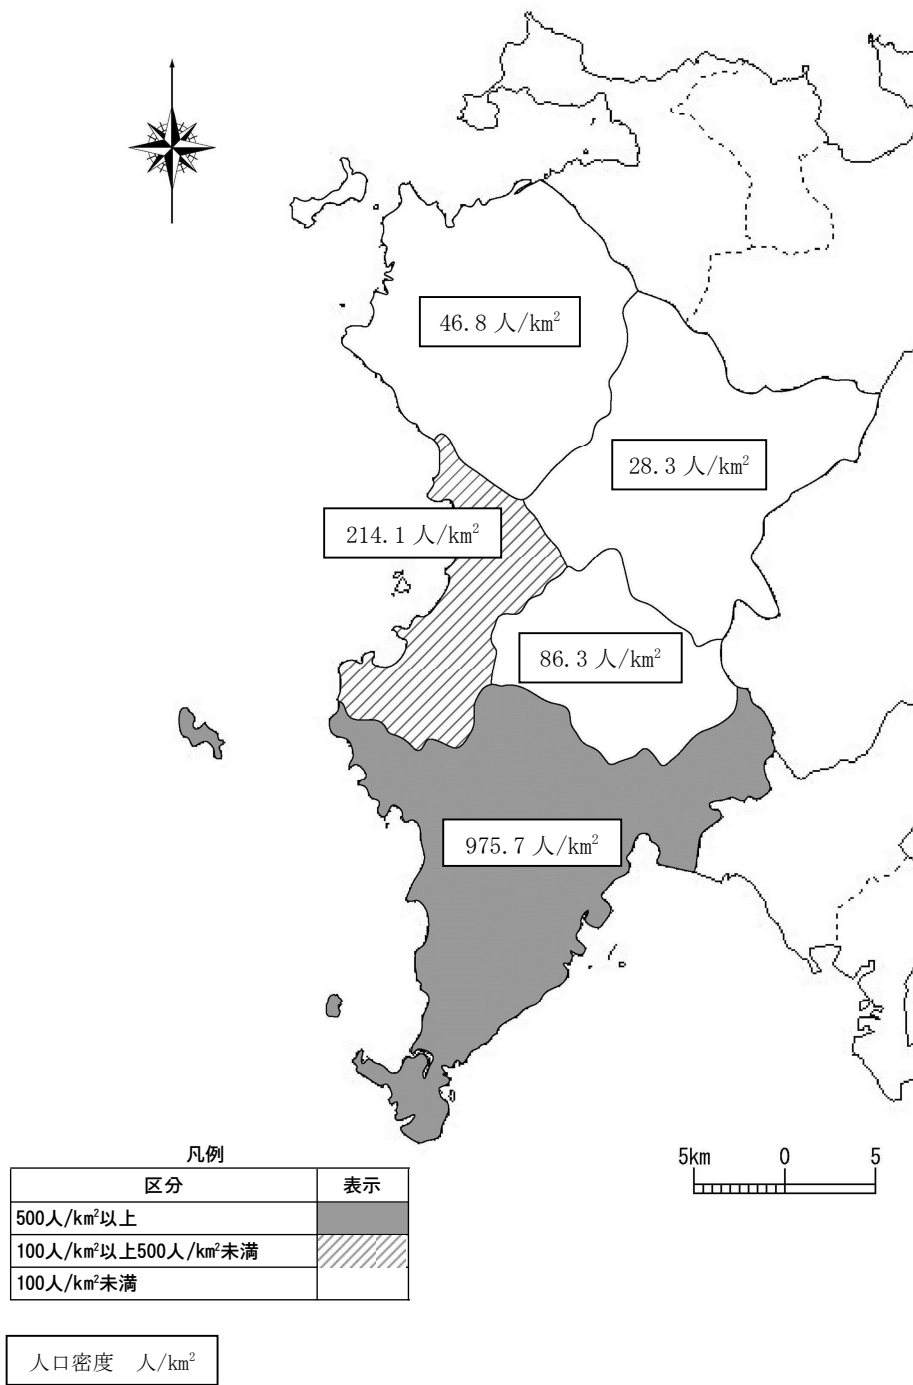 46.8 人/km²
28.3 人/km²
214.1 人/km²
86.3 人/km²
975.7 人/km²
凡例
区分 表示
500人/km²以上
100人/km²以上500人/km²未満
100人/km²未満
5km 0 5
人口密度 人/km²